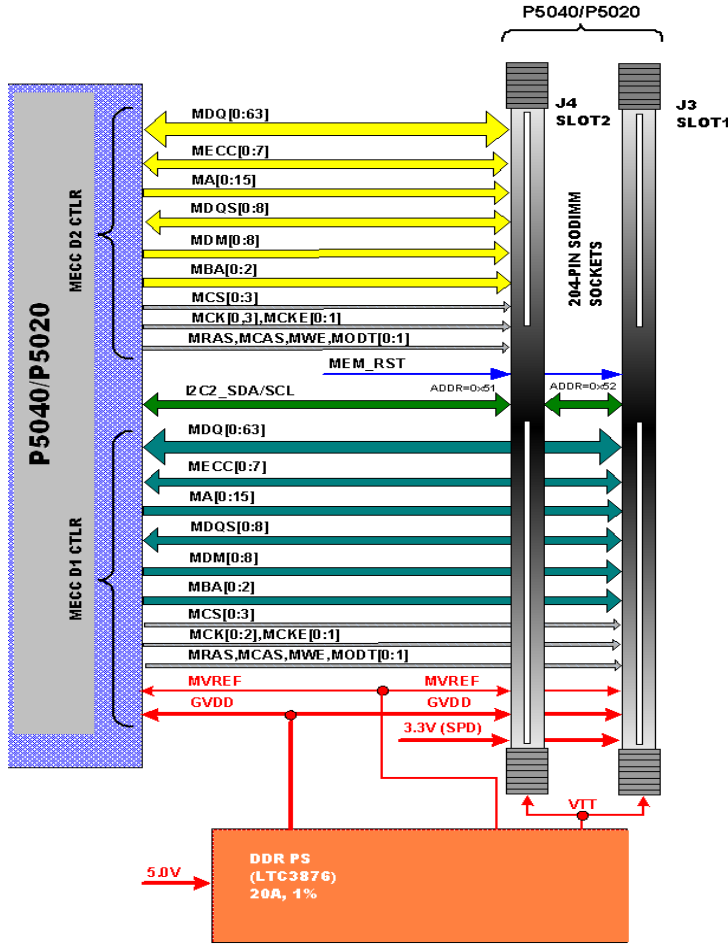 P5040/P5020
J4
SLOT2
J3
SLOT1
204-PIN SODIMM
SOCKETS
P5040/P5020
MECC D2 CTLR
MDQ[0:63]
MECC[0:7]
MA[0:15]
MDQS[0:8]
MDM[0:8]
MBA[0:2]
MCS[0:3]
MCK[0,3],MCKE[0:1]
MRAS,MCAS,MWE,MODT[0:1]
MEM_RST
I2C2_SDA/SCL
ADDR=0x51
ADDR=0x52
MECC D1 CTLR
MDQ[0:63]
MECC[0:7]
MA[0:15]
MDQS[0:8]
MDM[0:8]
MBA[0:2]
MCS[0:3]
MCK[0:2],MCKE[0:1]
MRAS,MCAS,MWE,MODT[0:1]
MVREF
MVREF
GVDD
GVDD
3.3V (SPD)
VTT
5.0V
DDR PS
(LTC3876)
20A, 1%